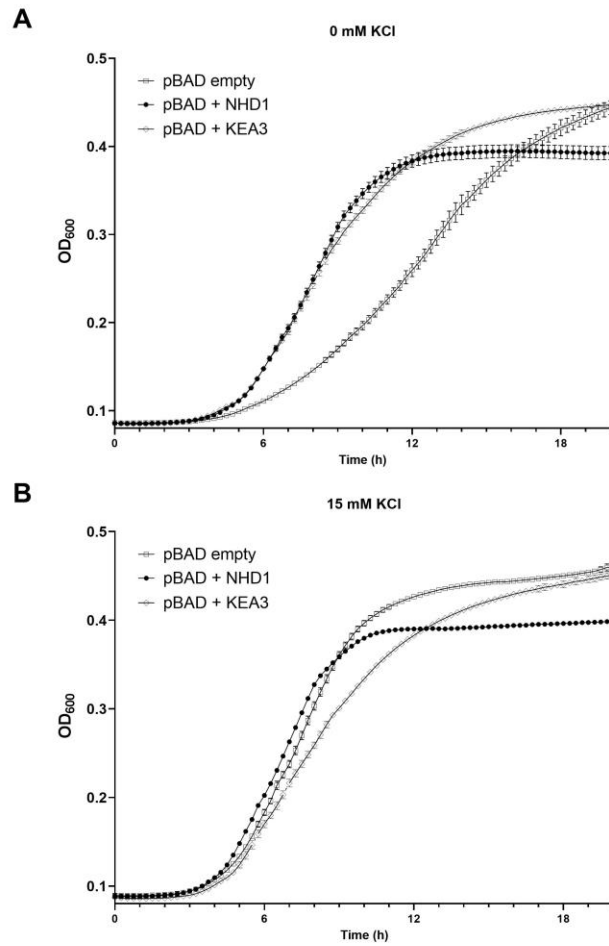 A
0 mM KCl
pBAD empty
pBAD + NHD1
pBAD + KEA3
0.5
0.4
0.3
0.2
0.1
OD600
0 6 12 18
Time (h)
B
15 mM KCl
pBAD empty
pBAD + NHD1
pBAD + KEA3
0.5
0.4
0.3
0.2
0.1
OD600
0 6 12 18
Time (h)